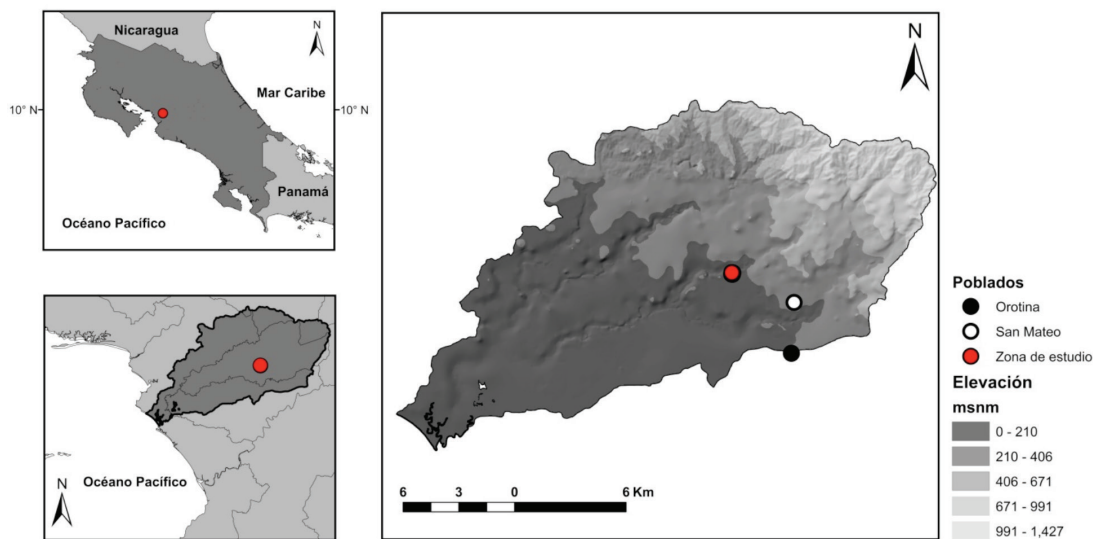 Nicaragua
N
Mar Caribe
10° N
10° N
Panamá
Océano Pacífico
N
Océano Pacífico
N
6 3 0 6 Km
Poblados
Orotina
San Mateo
Zona de estudio
Elevación
msnm
0 - 210
210 - 406
406 - 671
671 - 991
991 - 1,427